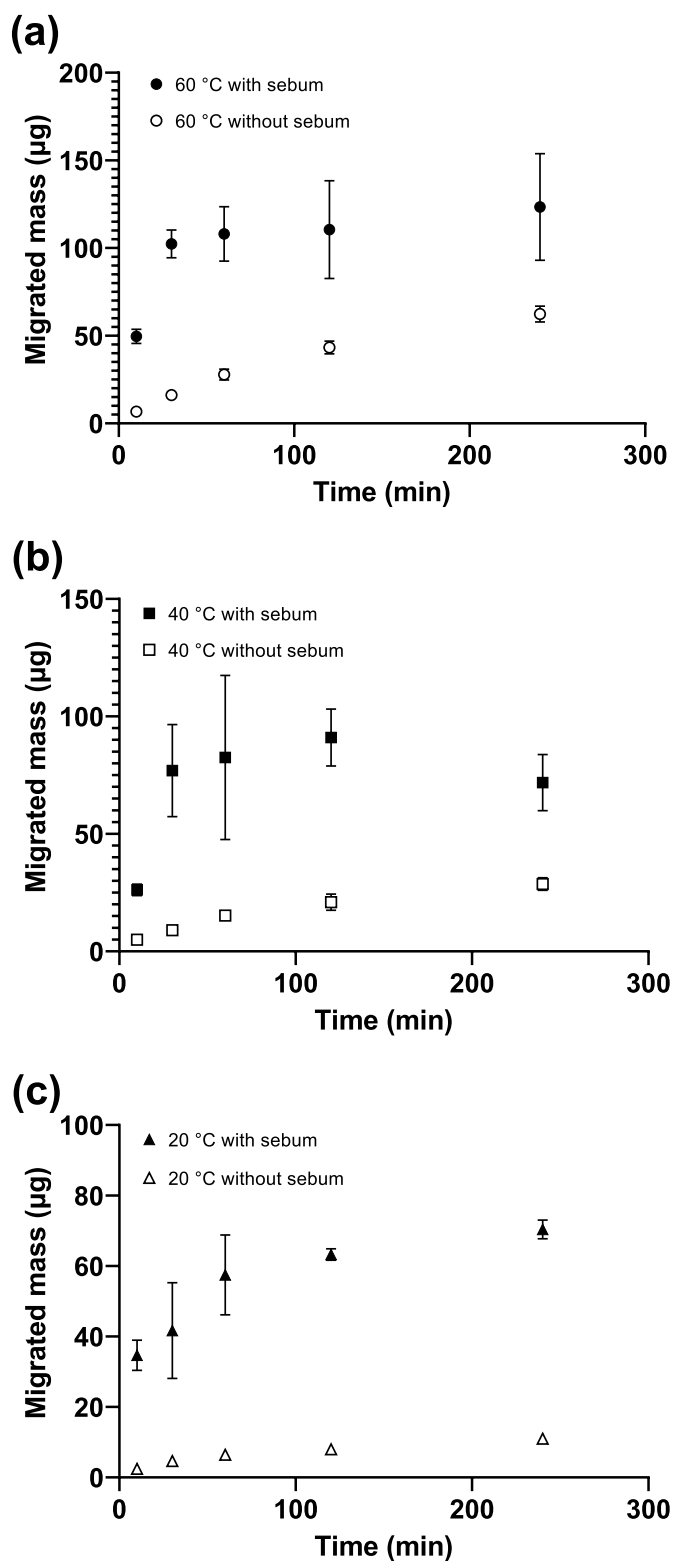 (a)
Migrated mass (µg)
200
150
100
50
0
60 °C with sebum
60 °C without sebum
0 100 200 300
Time (min)
(b)
Migrated mass (µg)
150
100
50
0
40 °C with sebum
40 °C without sebum
0 100 200 300
Time (min)
(c)
Migrated mass (µg)
100
80
60
40
20
0
20 °C with sebum
20 °C without sebum
0 100 200 300
Time (min)